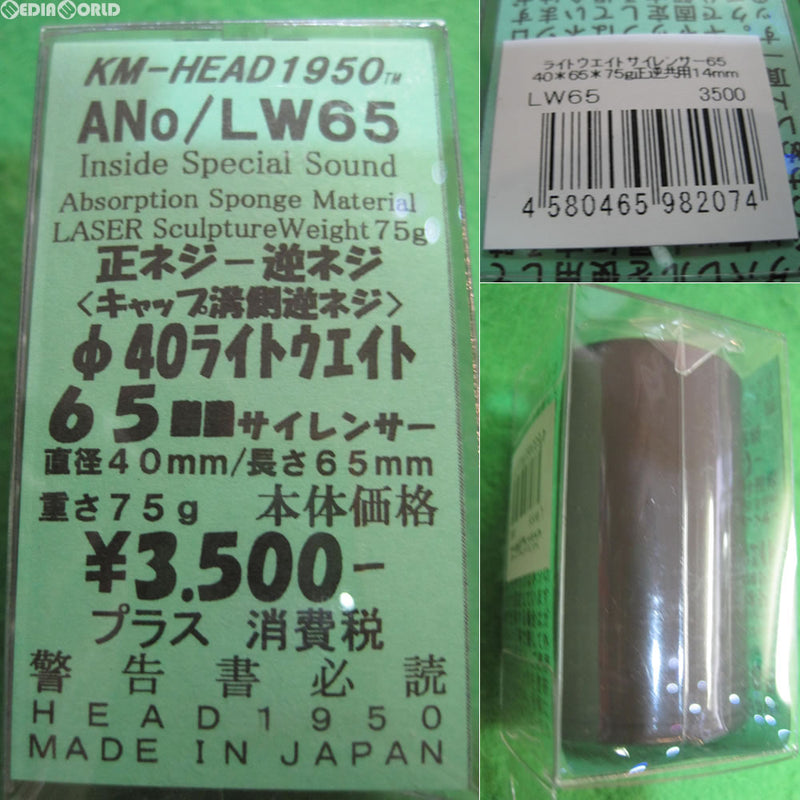 MEDIAWORLD
KM-HEAD1950™
ANo/LW65
Inside Special Sound
Absorption Sponge Material
LASER SculptureWeight75g
正ネジー逆ネジ
<キャップ溝側逆ネジ>
φ40ライトウエイト
65㎜サイレンサー
直径40mm/長さ65mm
重さ75g 本体価格
¥3.500-
プラス 消費税
警告書必読
HEAD1950
MADE IN JAPAN
ライトウエイトサイレンサー65
40*65*75g正逆共用14mm
LW65 3500
4 580465 982074